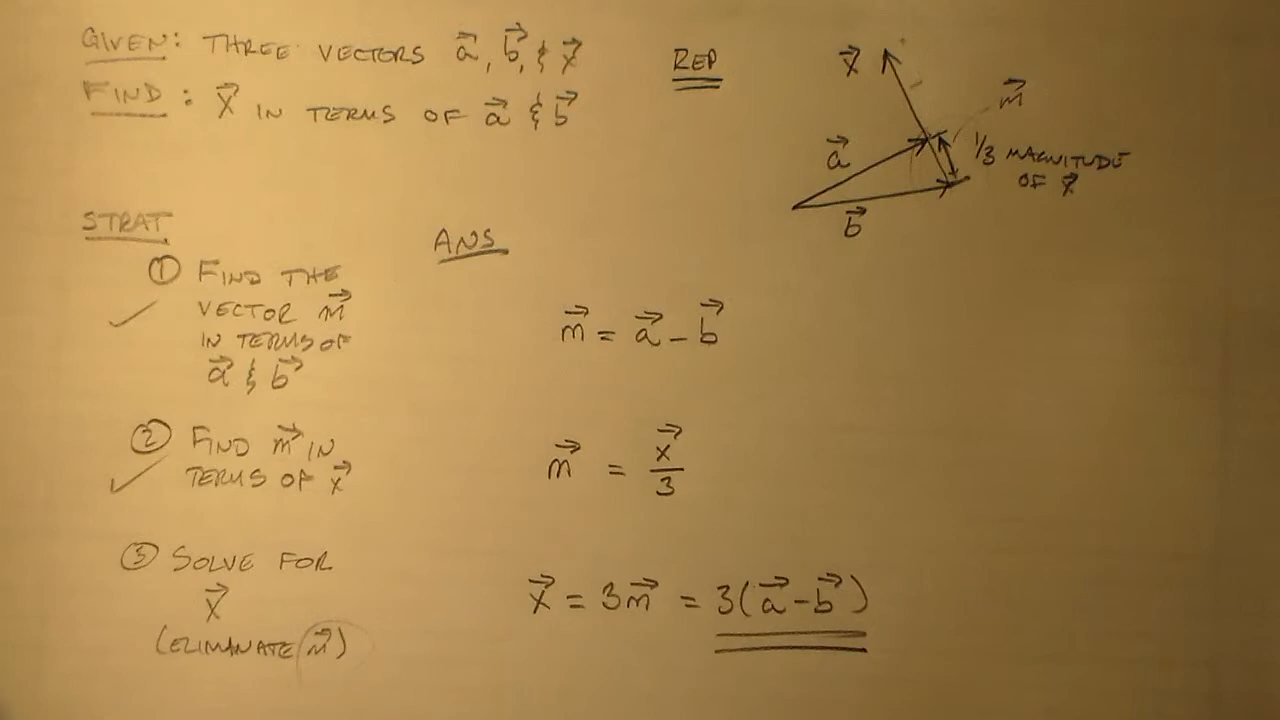 GIVEN: THREE VECTORS a⃗, b⃗, & x⃗
FIND: x⃗ IN TERMS OF a⃗ & b⃗
REP
x⃗
m⃗
a⃗
1/3 MAGNITUDE
OF x⃗
b⃗
STRAT
① FIND THE
VECTOR m⃗
IN TERMS OF
a⃗ & b⃗
② FIND m⃗ IN
TERMS OF x⃗
③ SOLVE FOR
x⃗
(ELIMANATE m⃗)
ANS
m⃗ = a⃗ - b⃗
m⃗ = x⃗/3
x⃗ = 3m⃗ = 3(a⃗ - b⃗)